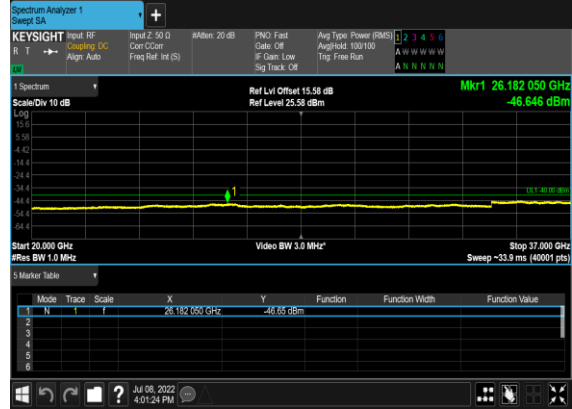 Spectrum Analyzer 1
Swept SA
+
KEYSIGHT
R T
Input: RF
Coupling: DC
Align: Auto
Input Z: 50 Ω
Corr CCorr
Freq Ref: Int (S)
#Atten: 20 dB
PNO: Fast
Gate: Off
IF Gain: Low
Sig Track: Off
Avg Type: Power (RMS)
Avg|Hold: 100/100
Trig: Free Run
1 2 3 4 5 6
A W W W W W
A N N N N N
1 Spectrum
Scale/Div 10 dB
Ref Lvl Offset 15.58 dB
Ref Level 25.58 dBm
Mkr1 26.182 050 GHz
-46.646 dBm
Log
15.6
5.58
-4.42
-14.4
-24.4
-34.4
-44.4
-54.4
-64.4
1
DL1 -40.00 dBm
Start 20.000 GHz
#Res BW 1.0 MHz
Video BW 3.0 MHz*
Stop 37.000 GHz
Sweep ~33.9 ms (40001 pts)
5 Marker Table
Mode Trace Scale X Y Function Function Width Function Value
1 N 1 f 26.182 050 GHz -46.65 dBm
2
3
4
5
6
?
Jul 08, 2022
4:01:24 PM